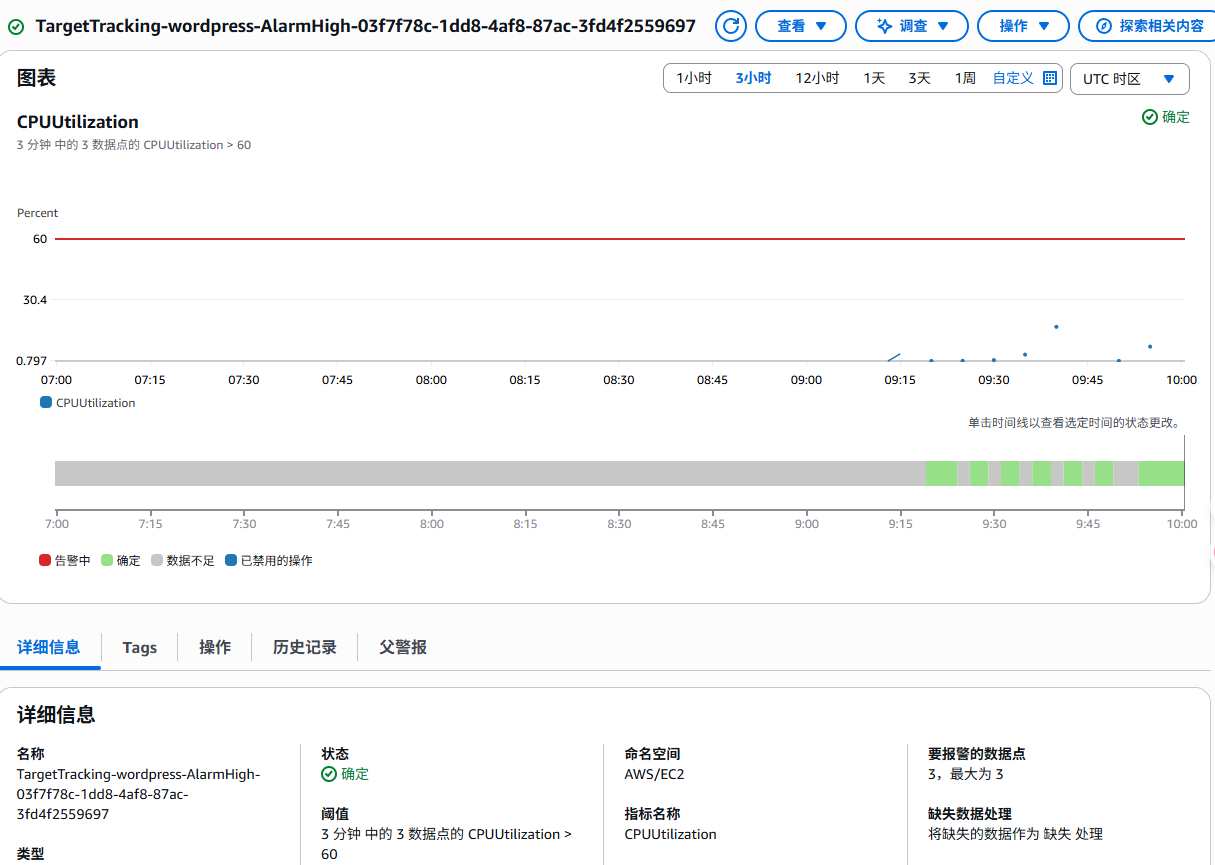 TargetTracking-wordpress-AlarmHigh-03f7f78c-1dd8-4af8-87ac-3fd4f2559697 查看 调查 操作 探索相关内容
图表
1小时 3小时 12小时 1天 3天 1周 自定义 UTC 时区
CPUUtilization
确定
3 分钟 中的 3 数据点的 CPUUtilization > 60
Percent
60
30.4
0.797
07:00 07:15 07:30 07:45 08:00 08:15 08:30 08:45 09:00 09:15 09:30 09:45 10:00
CPUUtilization
单击时间线以查看选定时间的状态更改。
7:00 7:15 7:30 7:45 8:00 8:15 8:30 8:45 9:00 9:15 9:30 9:45 10:00
告警中 确定 数据不足 已禁用的操作
详细信息 Tags 操作 历史记录 父警报
详细信息
名称
TargetTracking-wordpress-AlarmHigh-
03f7f78c-1dd8-4af8-87ac-
3fd4f2559697
类型
状态
确定
阈值
3 分钟 中的 3 数据点的 CPUUtilization >
60
命名空间
AWS/EC2
指标名称
CPUUtilization
要报警的数据点
3，最大为 3
缺失数据处理
将缺失的数据作为 缺失 处理